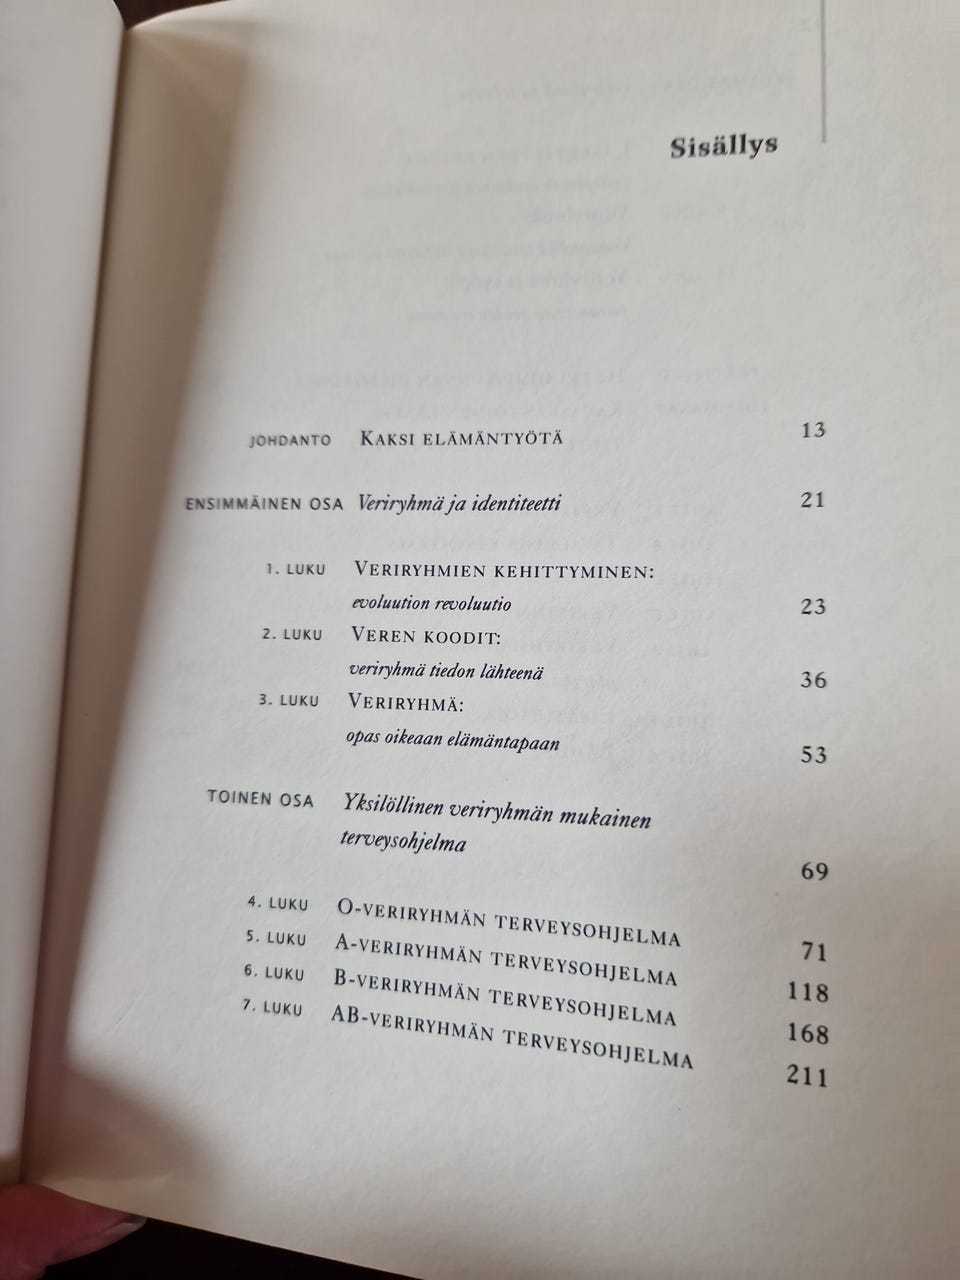 Sisällys
JOHDANTO KAKSI ELÄMÄNTYÖTÄ 13
ENSIMMÄINEN OSA Veriryhmä ja identiteetti 21
1. LUKU VERIRYHMIEN KEHITTYMINEN:
evoluution revoluutio 23
2. LUKU VEREN KOODIT:
veriryhmä tiedon lähteenä 36
3. LUKU VERIRYHMÄ:
opas oikeaan elämäntapaan 53
TOINEN OSA Yksilöllinen veriryhmän mukainen
terveysohjelma 69
4. LUKU O-VERIRYHMÄN TERVEYSOHJELMA 71
5. LUKU A-VERIRYHMÄN TERVEYSOHJELMA 118
6. LUKU B-VERIRYHMÄN TERVEYSOHJELMA 168
7. LUKU AB-VERIRYHMÄN TERVEYSOHJELMA 211